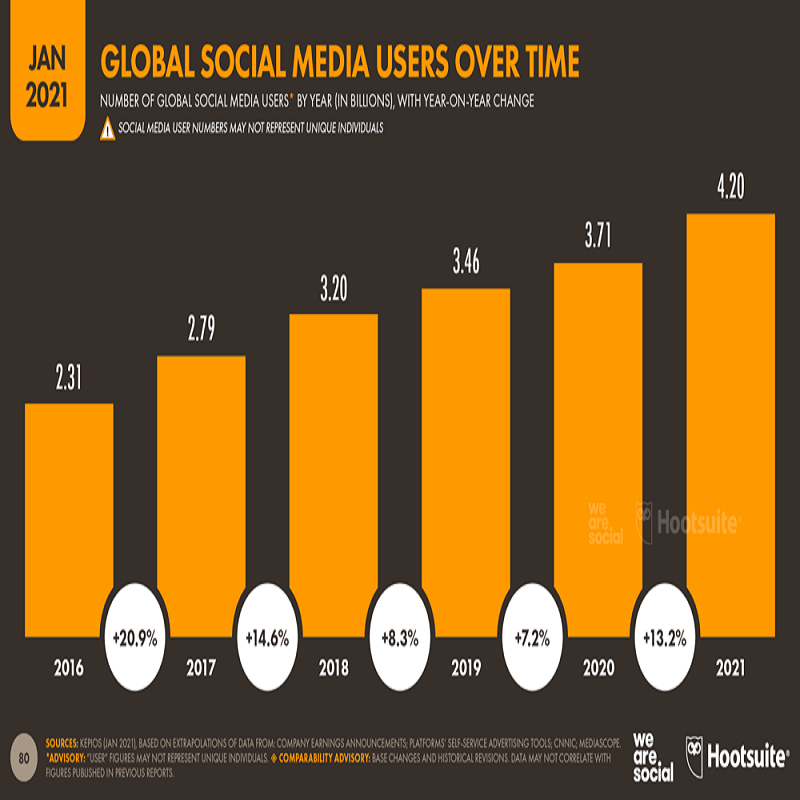 JAN
2021
GLOBAL SOCIAL MEDIA USERS OVER TIME
NUMBER OF GLOBAL SOCIAL MEDIA USERS* BY YEAR (IN BILLIONS), WITH YEAR-ON-YEAR CHANGE
! SOCIAL MEDIA USER NUMBERS MAY NOT REPRESENT UNIQUE INDIVIDUALS
2.31
2.79
3.20
3.46
3.71
4.20
we
are
social
Hootsuite®
+20.9%
+14.6%
+8.3%
+7.2%
+13.2%
2016
2017
2018
2019
2020
2021
80
SOURCES: KEPIOS (JAN 2021), BASED ON EXTRAPOLATIONS OF DATA FROM: COMPANY EARNINGS ANNOUNCEMENTS; PLATFORMS' SELF-SERVICE ADVERTISING TOOLS; CNNIC; MEDIASCOPE.
*ADVISORY: "USER" FIGURES MAY NOT REPRESENT UNIQUE INDIVIDUALS. ◈ COMPARABILITY ADVISORY: BASE CHANGES AND HISTORICAL REVISIONS. DATA MAY NOT CORRELATE WITH
FIGURES PUBLISHED IN PREVIOUS REPORTS.
we
are
social
Hootsuite®